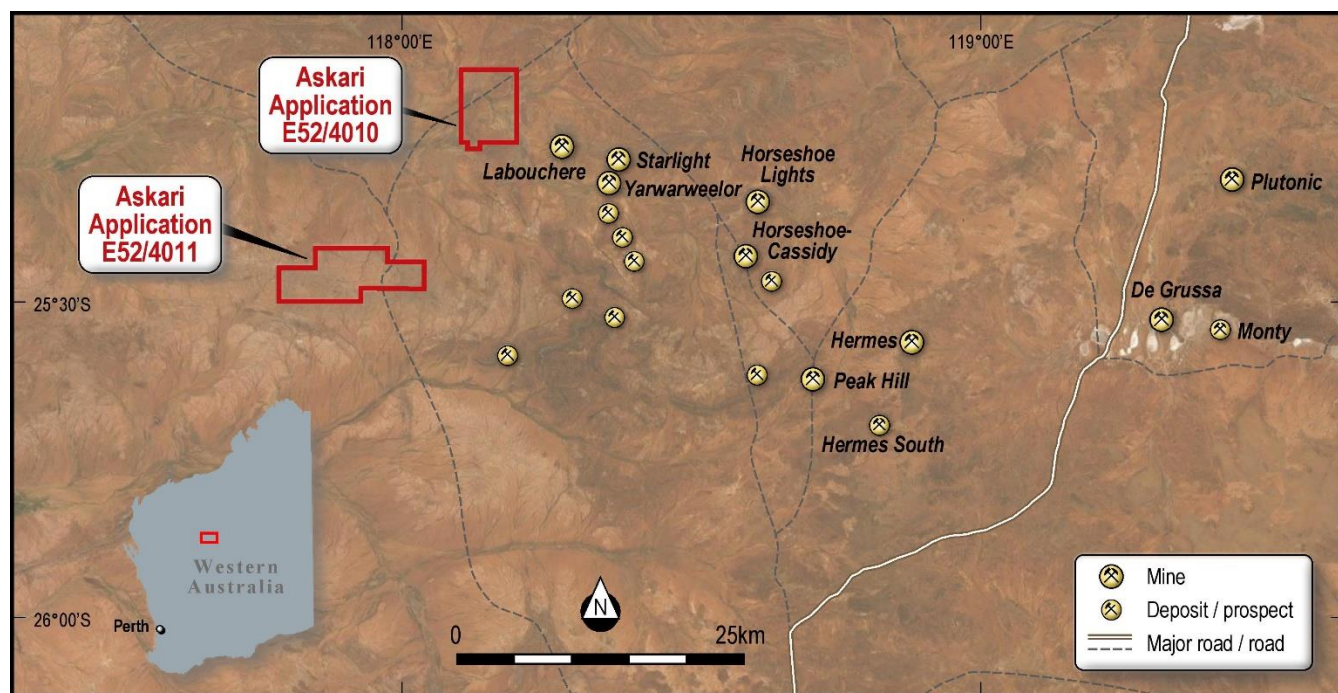 118°00'E
119°00'E
Askari
Application
E52/4010
Labouchere
Starlight
Yarwarweelor
Horseshoe
Lights
Plutonic
Askari
Application
E52/4011
Horseshoe-
Cassidy
25°30'S
De Grussa
Monty
Hermes
Peak Hill
Hermes South
Western
Australia
Perth
26°00'S
N
0
25km
Mine
Deposit / prospect
Major road / road